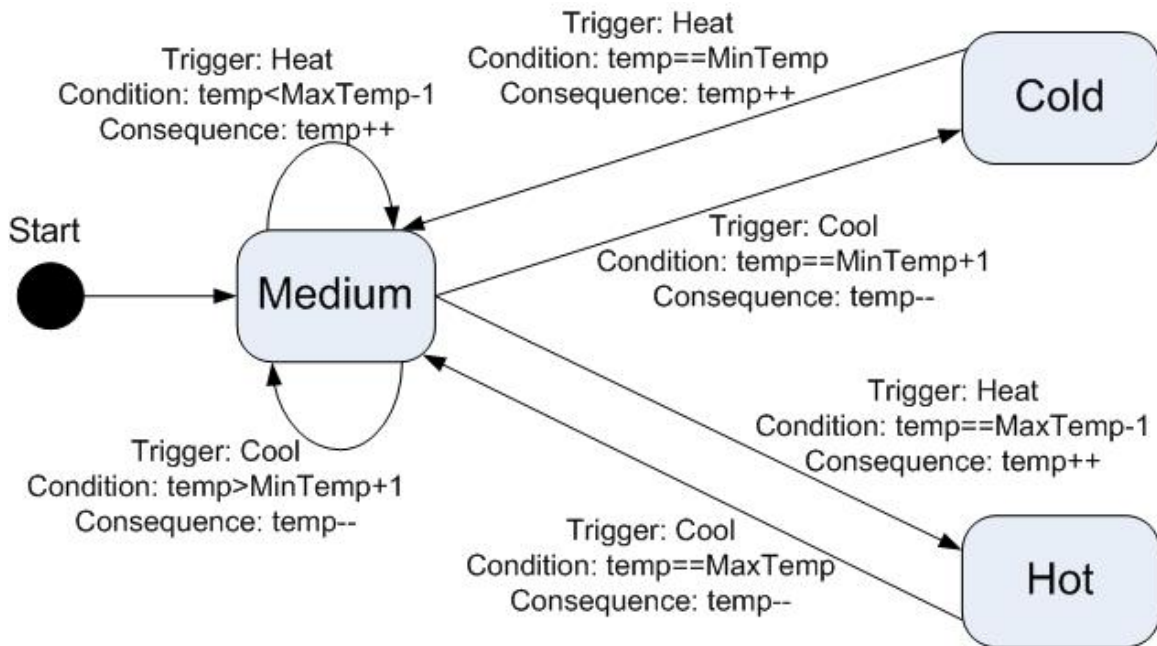 Trigger: Heat
Condition: temp<MaxTemp-1
Consequence: temp++
Trigger: Heat
Condition: temp==MinTemp
Consequence: temp++
Cold
Start
Medium
Trigger: Cool
Condition: temp==MinTemp+1
Consequence: temp--
Trigger: Heat
Condition: temp==MaxTemp-1
Consequence: temp++
Trigger: Cool
Condition: temp>MinTemp+1
Consequence: temp--
Trigger: Cool
Condition: temp==MaxTemp
Consequence: temp--
Hot